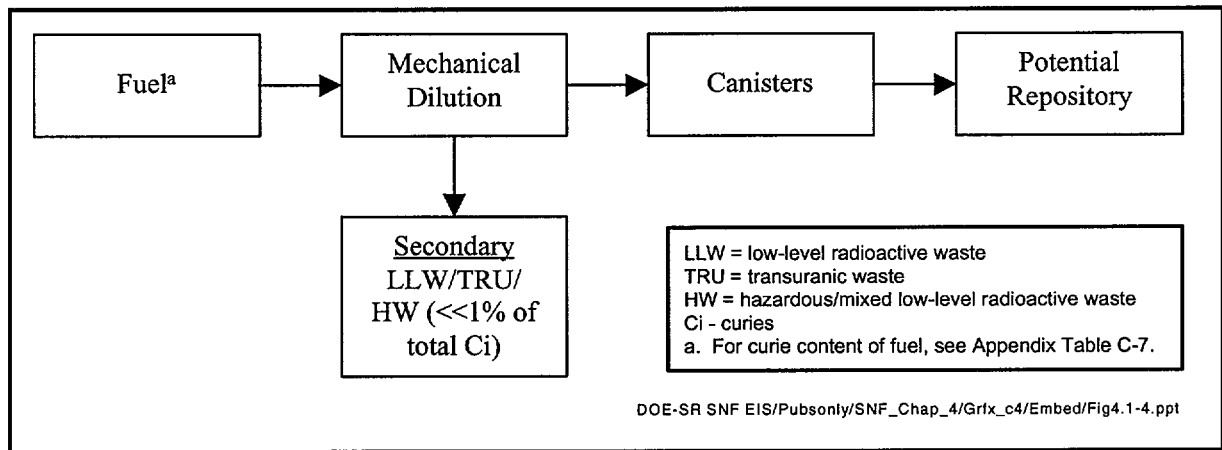 Fuelᵃ
Mechanical
Dilution
Canisters
Potential
Repository
Secondary
LLW/TRU/
HW (<<1% of
total Ci)
LLW = low-level radioactive waste
TRU = transuranic waste
HW = hazardous/mixed low-level radioactive waste
Ci - curies
a. For curie content of fuel, see Appendix Table C-7.
DOE-SR SNF EIS/Pubsonly/SNF_Chap_4/Grfx_c4/Embed/Fig4.1-4.ppt